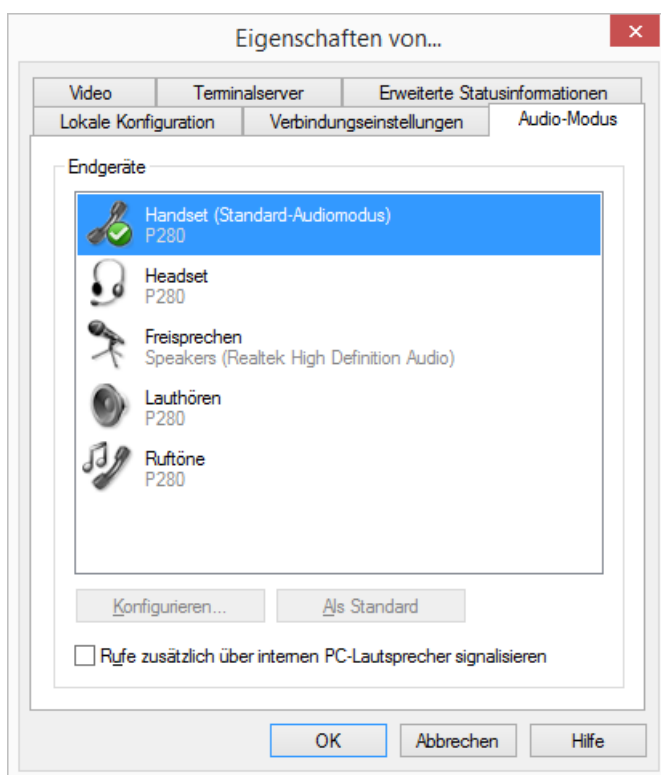 Eigenschaften von...
Video
Terminalserver
Erweiterte Statusinformationen
Lokale Konfiguration
Verbindungseinstellungen
Audio-Modus
Endgeräte
Handset (Standard-Audiomodus)
P280
Headset
P280
Freisprechen
Speakers (Realtek High Definition Audio)
Lauthören
P280
Ruftöne
P280
Konfigurieren...
Als Standard
Rufe zusätzlich über internen PC-Lautsprecher signalisieren
OK
Abbrechen
Hilfe